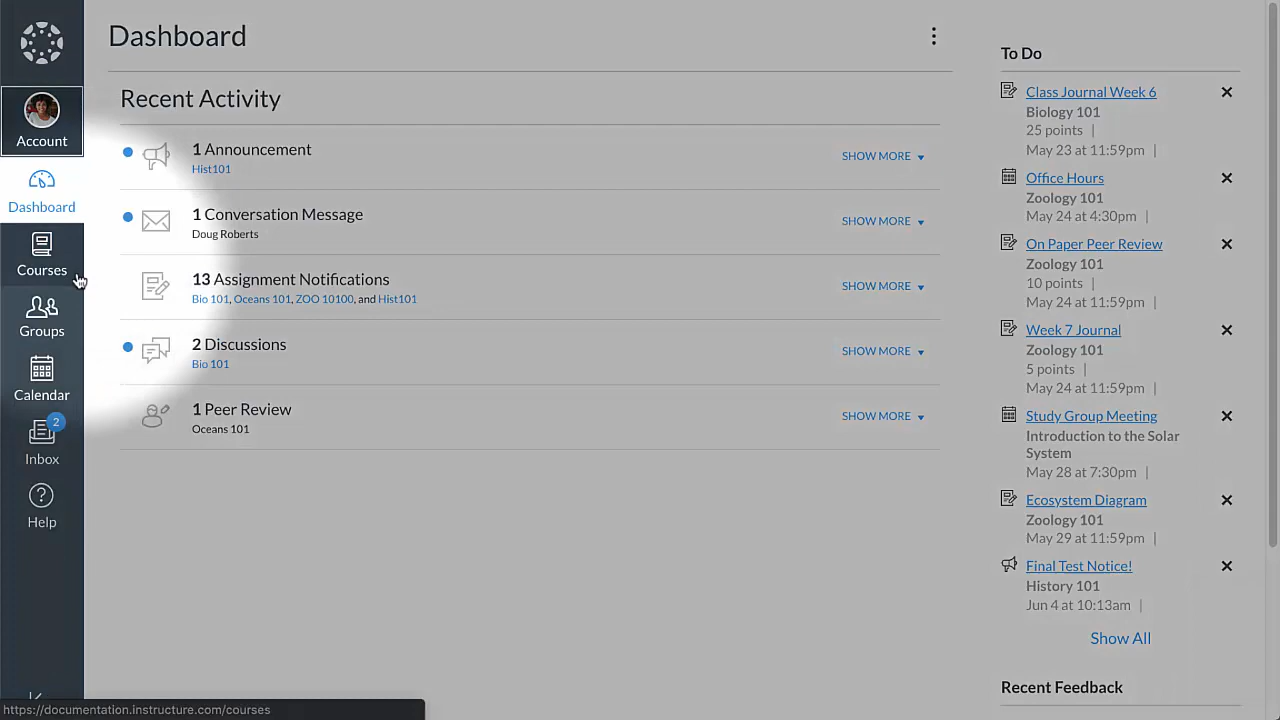 Account
Dashboard
Courses
Groups
Calendar
2
Inbox
Help
Dashboard
Recent Activity
1 Announcement
Hist101
SHOW MORE
1 Conversation Message
Doug Roberts
SHOW MORE
13 Assignment Notifications
Bio 101, Oceans 101, ZOO 10100, and Hist101
SHOW MORE
2 Discussions
Bio 101
SHOW MORE
1 Peer Review
Oceans 101
SHOW MORE
To Do
Class Journal Week 6
Biology 101
25 points |
May 23 at 11:59pm |
Office Hours
Zoology 101
May 24 at 4:30pm |
On Paper Peer Review
Zoology 101
10 points |
May 24 at 11:59pm |
Week 7 Journal
Zoology 101
5 points |
May 24 at 11:59pm |
Study Group Meeting
Introduction to the Solar
System
May 28 at 7:30pm |
Ecosystem Diagram
Zoology 101
May 29 at 11:59pm |
Final Test Notice!
History 101
Jun 4 at 10:13am |
Show All
Recent Feedback
https://documentation.instructure.com/courses